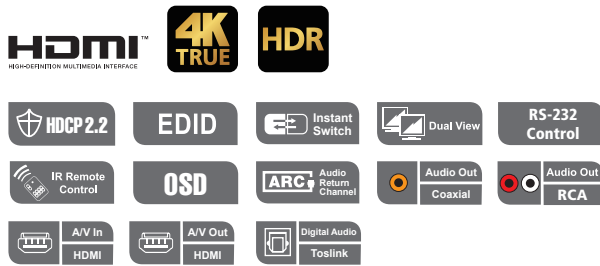 HDMI™
HIGH-DEFINITION MULTIMEDIA INTERFACE
4K
TRUE
HDR
HDCP 2.2
EDID
Instant
Switch
Dual View
RS-232
Control
IR Remote
Control
OSD
ARC
Audio
Return
Channel
Audio Out
Coaxial
Audio Out
RCA
A/V In
HDMI
A/V Out
HDMI
Digital Audio
Toslink